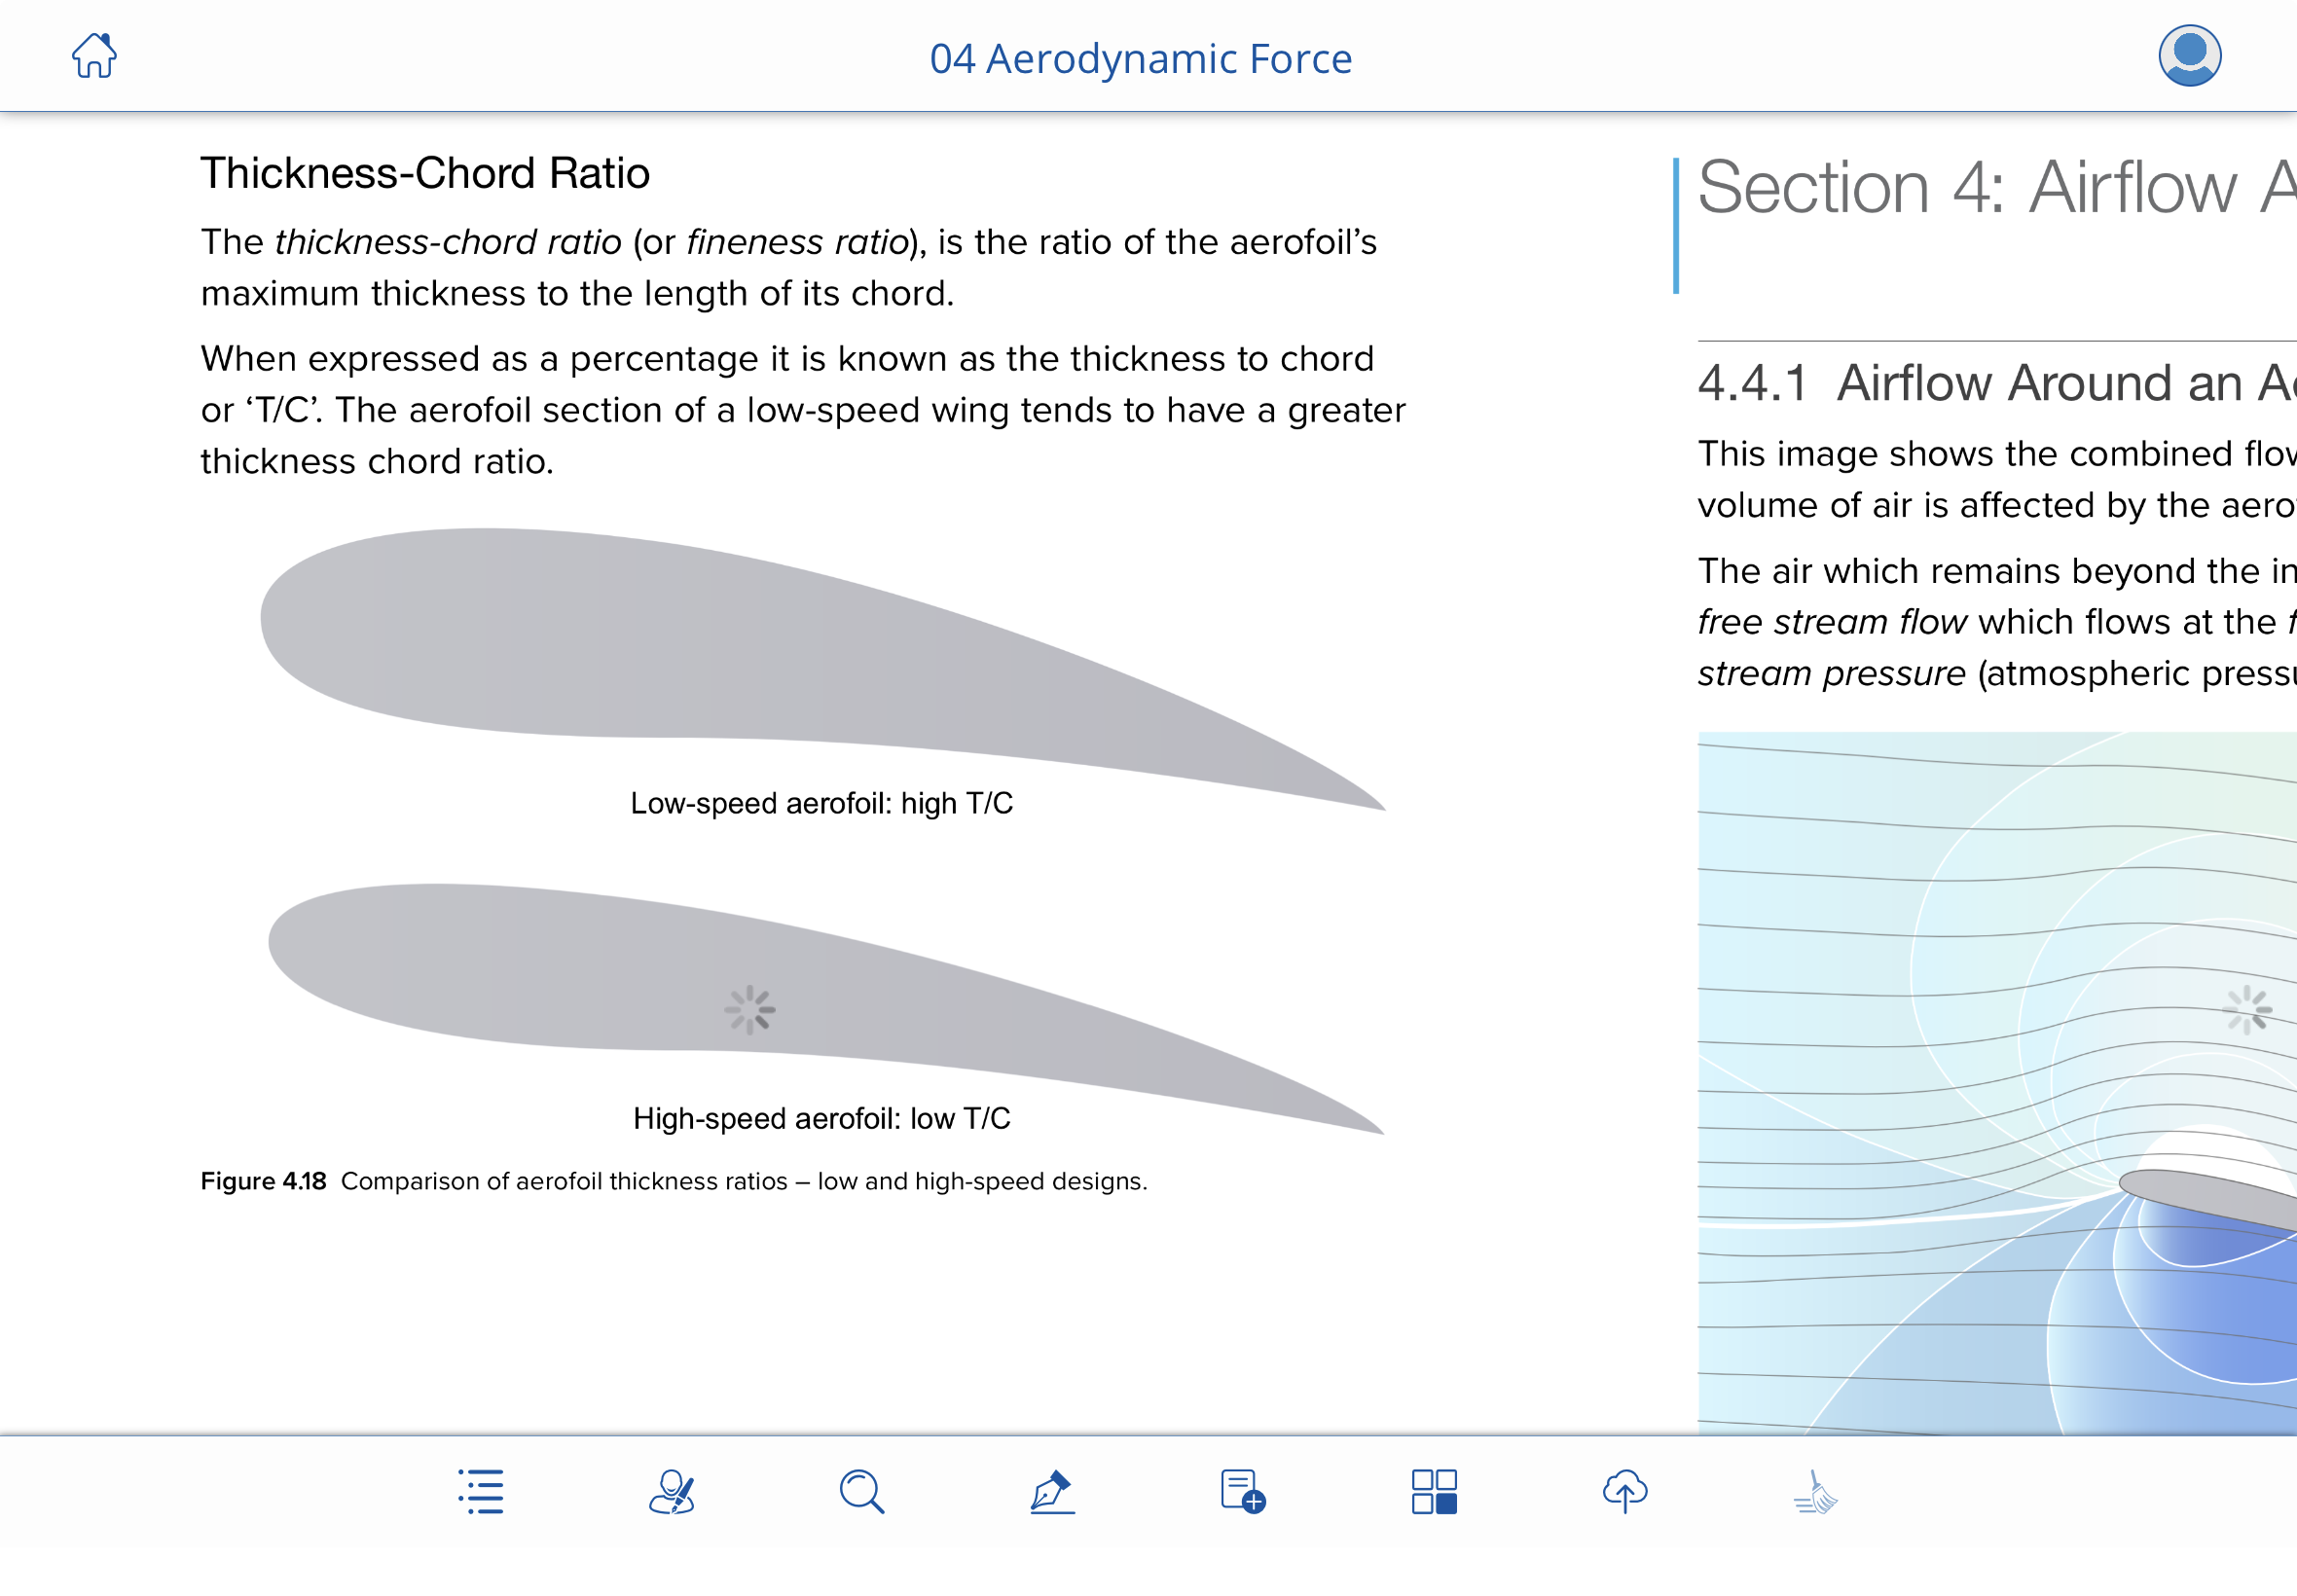 04 Aerodynamic Force
Thickness-Chord Ratio
The thickness-chord ratio (or fineness ratio), is the ratio of the aerofoil’s
maximum thickness to the length of its chord.
When expressed as a percentage it is known as the thickness to chord
or ‘T/C’. The aerofoil section of a low-speed wing tends to have a greater
thickness chord ratio.
Low-speed aerofoil: high T/C
High-speed aerofoil: low T/C
Figure 4.18 Comparison of aerofoil thickness ratios – low and high-speed designs.
Section 4: Airflow
4.4.1 Airflow Around an
This image shows the combined
volume of air is affected by the
The air which remains beyond the
free stream flow which flows at the
stream pressure (atmospheric